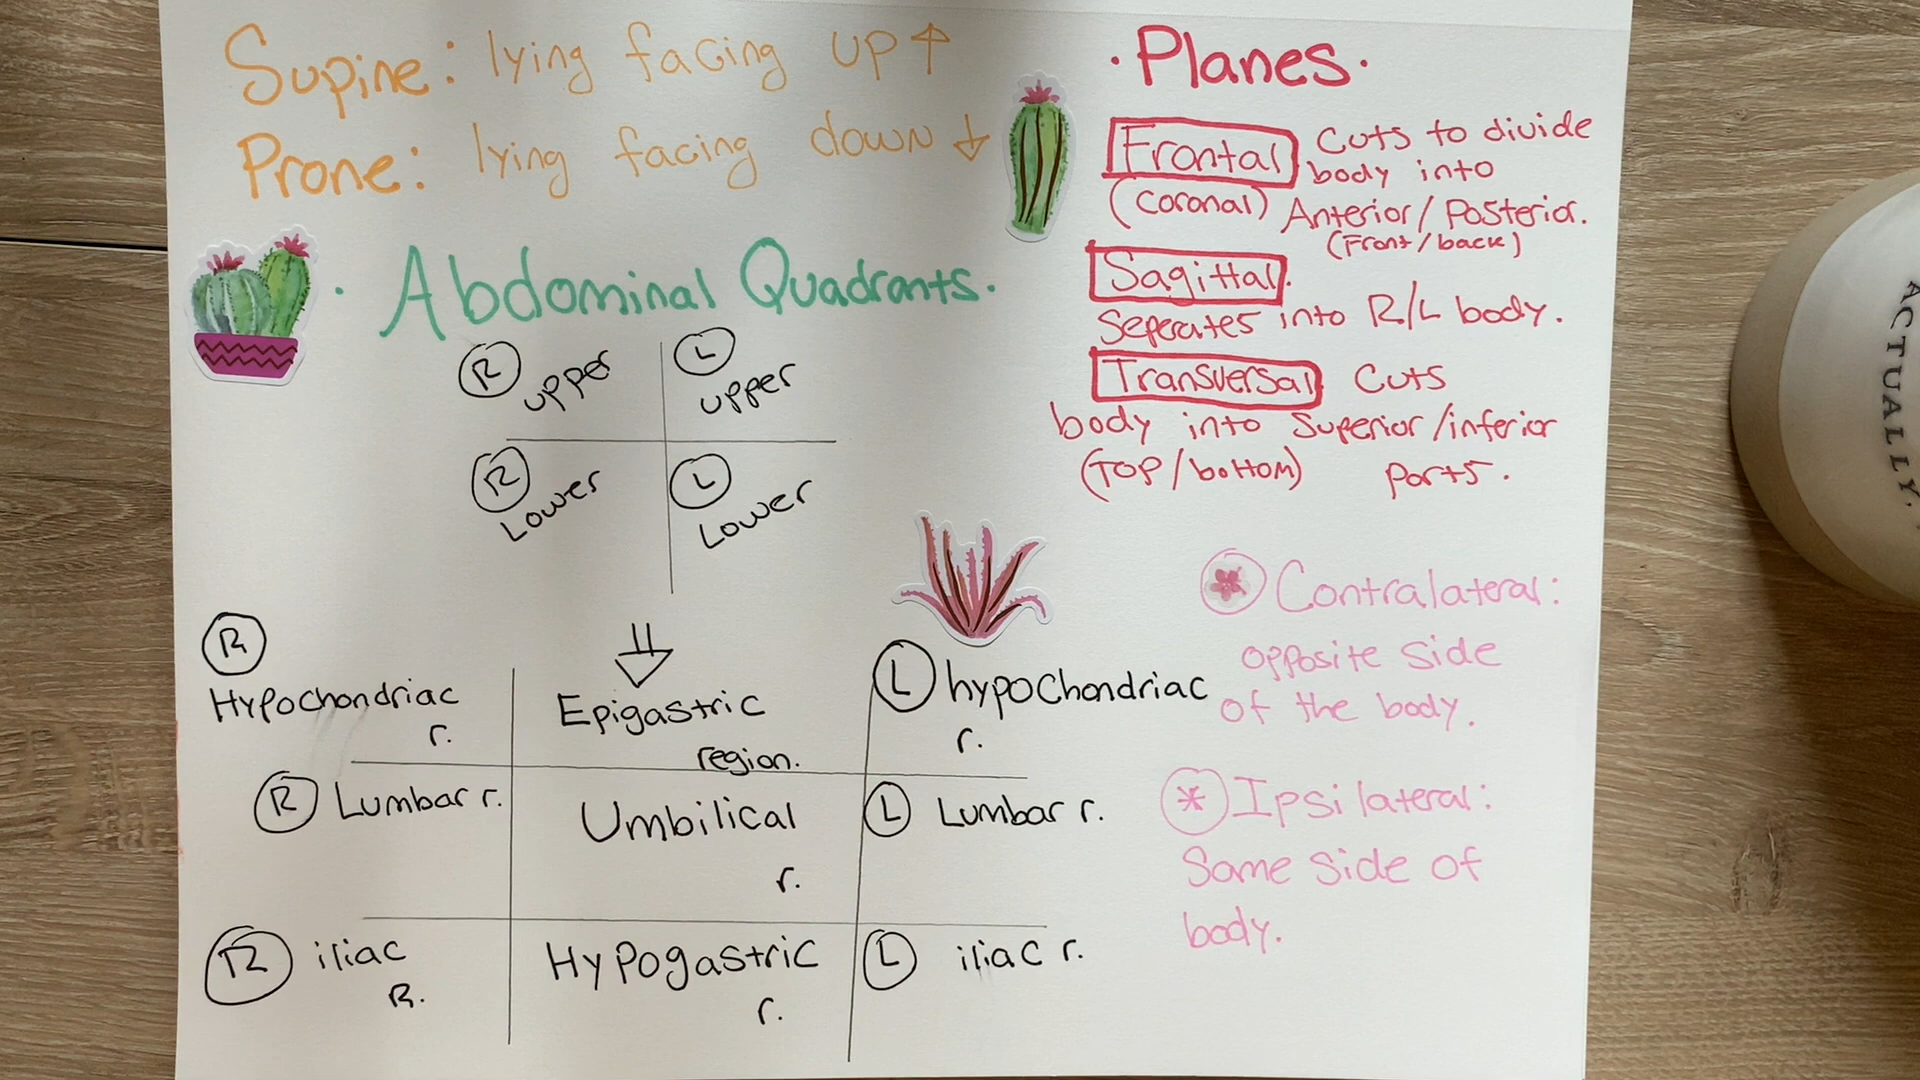 Supine: lying facing up ↑
Prone: lying facing down ↓
· Abdominal Quadrants.
R upper
L upper
R Lower
L Lower
R Hypochondriac r.
Epigastric region.
L hypochondriac r.
R Lumbar r.
Umbilical r.
L Lumbar r.
R iliac R.
Hypogastric r.
L iliac r.
· Planes ·
Frontal cuts to divide
(coronal) body into
Anterior / Posterior.
(Front / back)
Sagittal.
Seperates into R/L body.
Transversal cuts
body into Superior / inferior
(Top / bottom) parts.
Contralateral:
opposite side
of the body.
* Ipsilateral:
Same side of
body.
ACTUALLY,